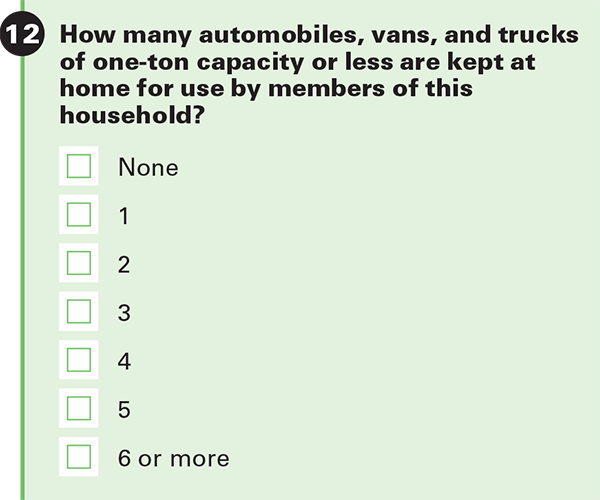 12 How many automobiles, vans, and trucks
of one-ton capacity or less are kept at
home for use by members of this
household?
None
1
2
3
4
5
6 or more